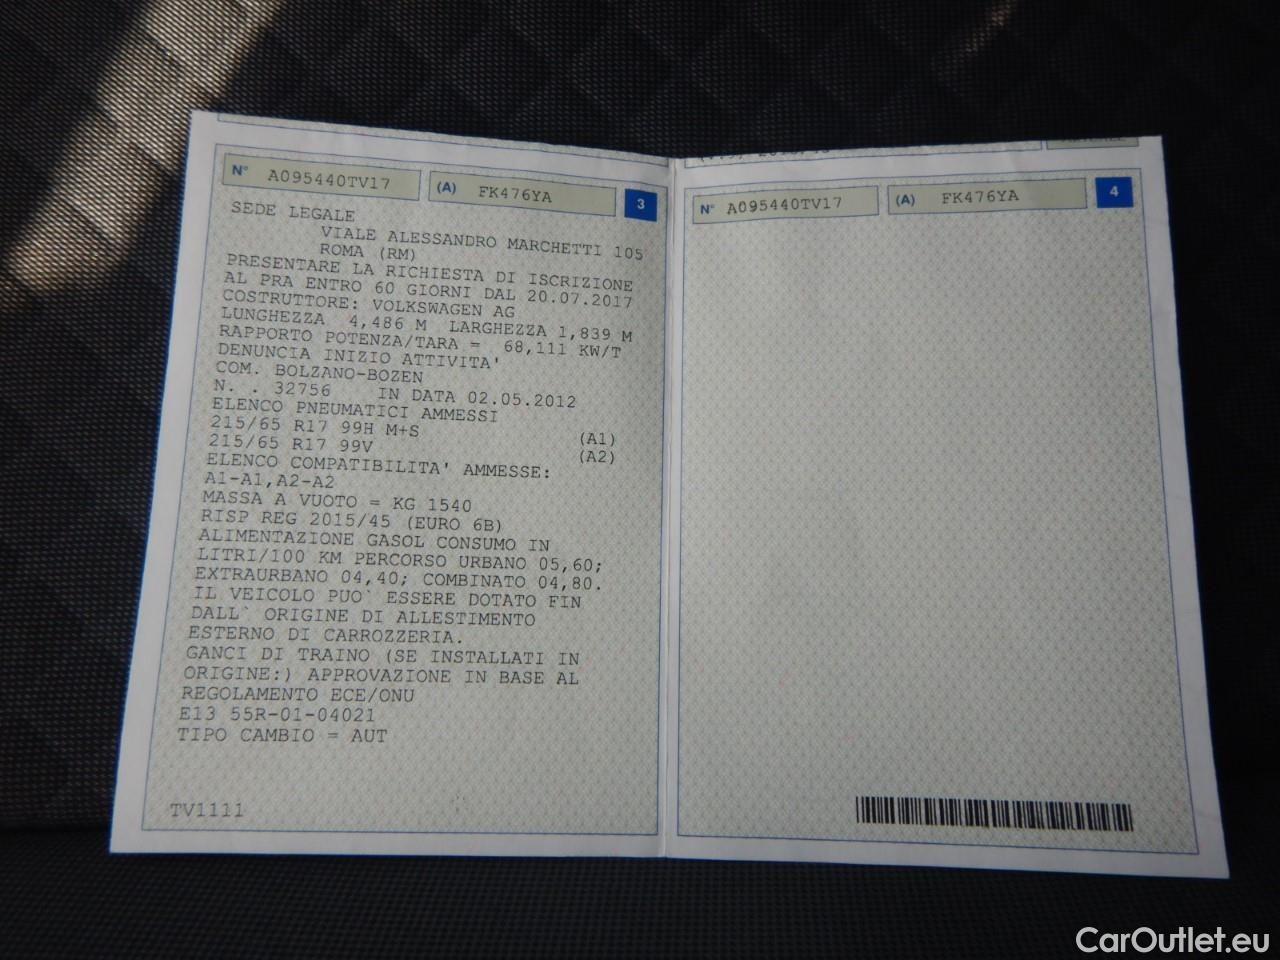 N° A095440TV17 (A) FK476YA 3
SEDE LEGALE
VIALE ALESSANDRO MARCHETTI 105
ROMA (RM)
PRESENTARE LA RICHIESTA DI ISCRIZIONE
AL PRA ENTRO 60 GIORNI DAL 20.07.2017
COSTRUTTORE: VOLKSWAGEN AG
LUNGHEZZA 4,486 M LARGHEZZA 1,839 M
RAPPORTO POTENZA/TARA = 68,111 KW/T
DENUNCIA INIZIO ATTIVITA'
COM. BOLZANO-BOZEN
N. . 32756 IN DATA 02.05.2012
ELENCO PNEUMATICI AMMESSI
215/65 R17 99H M+S (A1)
215/65 R17 99V (A2)
ELENCO COMPATIBILITA' AMMESSE:
A1-A1,A2-A2
MASSA A VUOTO = KG 1540
RISP REG 2015/45 (EURO 6B)
ALIMENTAZIONE GASOL CONSUMO IN
LITRI/100 KM PERCORSO URBANO 05,60;
EXTRAURBANO 04,40; COMBINATO 04,80.
IL VEICOLO PUO` ESSERE DOTATO FIN
DALL` ORIGINE DI ALLESTIMENTO
ESTERNO DI CARROZZERIA.
GANCI DI TRAINO (SE INSTALLATI IN
ORIGINE:) APPROVAZIONE IN BASE AL
REGOLAMENTO ECE/ONU
E13 55R-01-04021
TIPO CAMBIO = AUT
TV1111
N° A095440TV17 (A) FK476YA 4
CarOutlet.eu